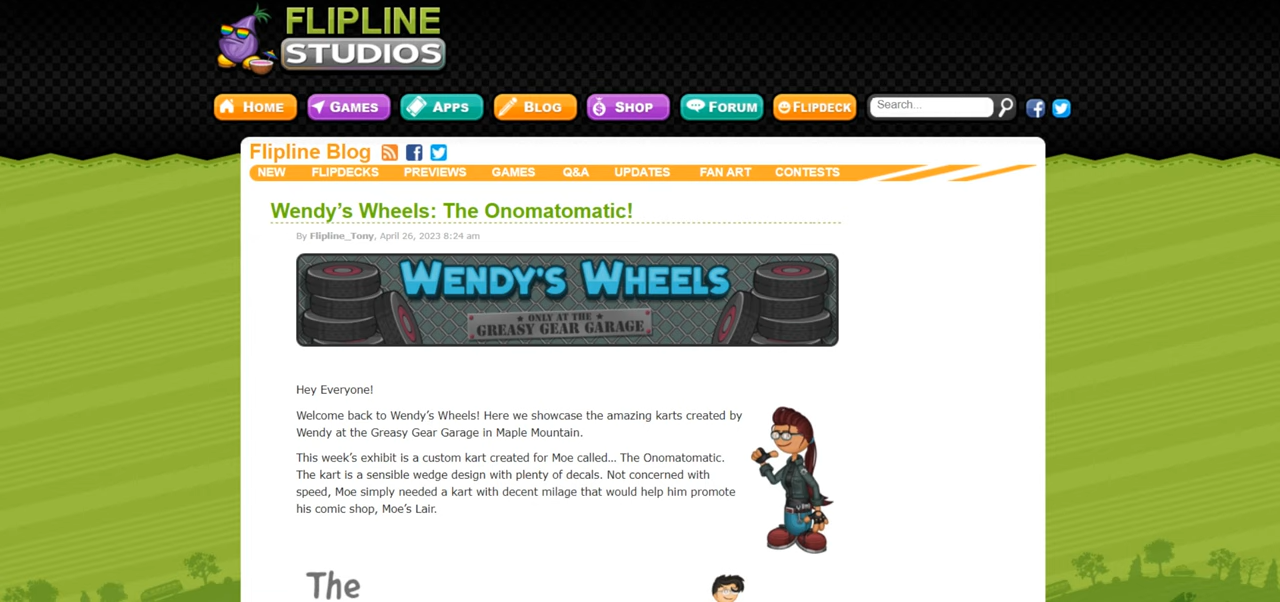 FLIPLINE
STUDIOS
HOME GAMES APPS BLOG SHOP FORUM FLIPDECK Search...
Flipline Blog
NEW FLIPDECKS PREVIEWS GAMES Q&A UPDATES FAN ART CONTESTS
Wendy’s Wheels: The Onomatomatic!
By Flipline_Tony, April 26, 2023 8:24 am
WENDY'S WHEELS
★ ONLY AT THE ★
GREASY GEAR GARAGE
Hey Everyone!
Welcome back to Wendy’s Wheels! Here we showcase the amazing karts created by
Wendy at the Greasy Gear Garage in Maple Mountain.
This week’s exhibit is a custom kart created for Moe called… The Onomatomatic.
The kart is a sensible wedge design with plenty of decals. Not concerned with
speed, Moe simply needed a kart with decent milage that would help him promote
his comic shop, Moe’s Lair.
The